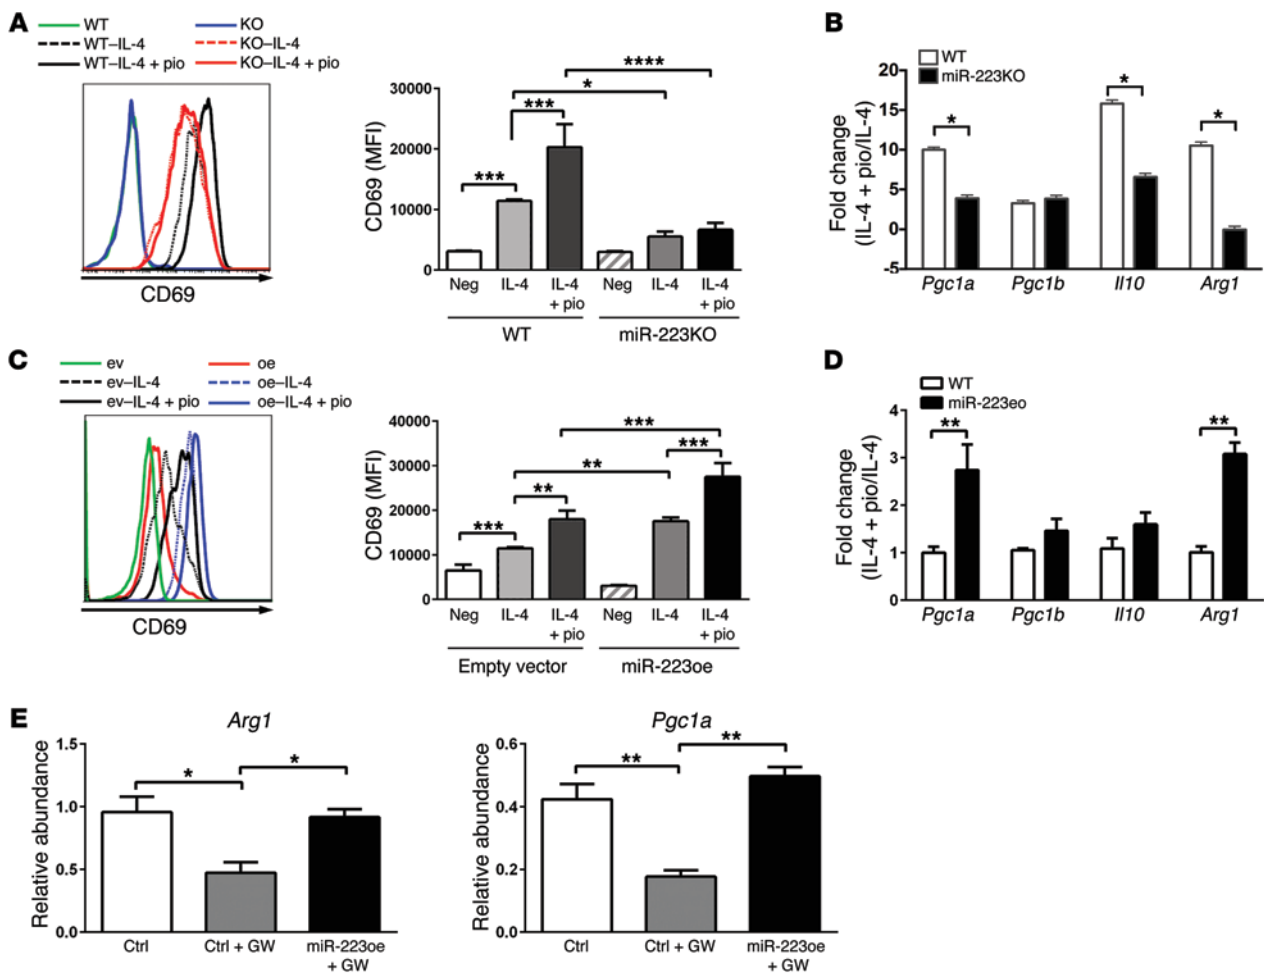 A
WT
KO
WT–IL-4
KO–IL-4
WT–IL-4 + pio
KO–IL-4 + pio
CD69
CD69 (MFI)
30000
20000
10000
0
***
***
*
****
Neg
IL-4
IL-4
+ pio
Neg
IL-4
IL-4
+ pio
WT
miR-223KO
B
WT
miR-223KO
Fold change
(IL-4 + pio/IL-4)
20
15
10
5
0
-5
*
*
*
Pgc1a
Pgc1b
Il10
Arg1
C
ev
oe
ev–IL-4
oe–IL-4
ev–IL-4 + pio
oe–IL-4 + pio
CD69
CD69 (MFI)
40000
30000
20000
10000
0
***
**
**
***
***
Neg
IL-4
IL-4
+ pio
Neg
IL-4
IL-4
+ pio
Empty vector
miR-223oe
D
WT
miR-223eo
Fold change
(IL-4 + pio/IL-4)
4
3
2
1
0
**
**
Pgc1a
Pgc1b
Il10
Arg1
E
Arg1
Relative abundance
1.5
1.0
0.5
0.0
*
*
Ctrl
Ctrl + GW
miR-223oe
+ GW
Pgc1a
Relative abundance
0.6
0.4
0.2
0.0
**
**
Ctrl
Ctrl + GW
miR-223oe
+ GW